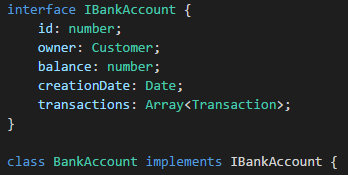 interface IBankAccount {
    id: number;
    owner: Customer;
    balance: number;
    creationDate: Date;
    transactions: Array<Transaction>;
}

class BankAccount implements IBankAccount {